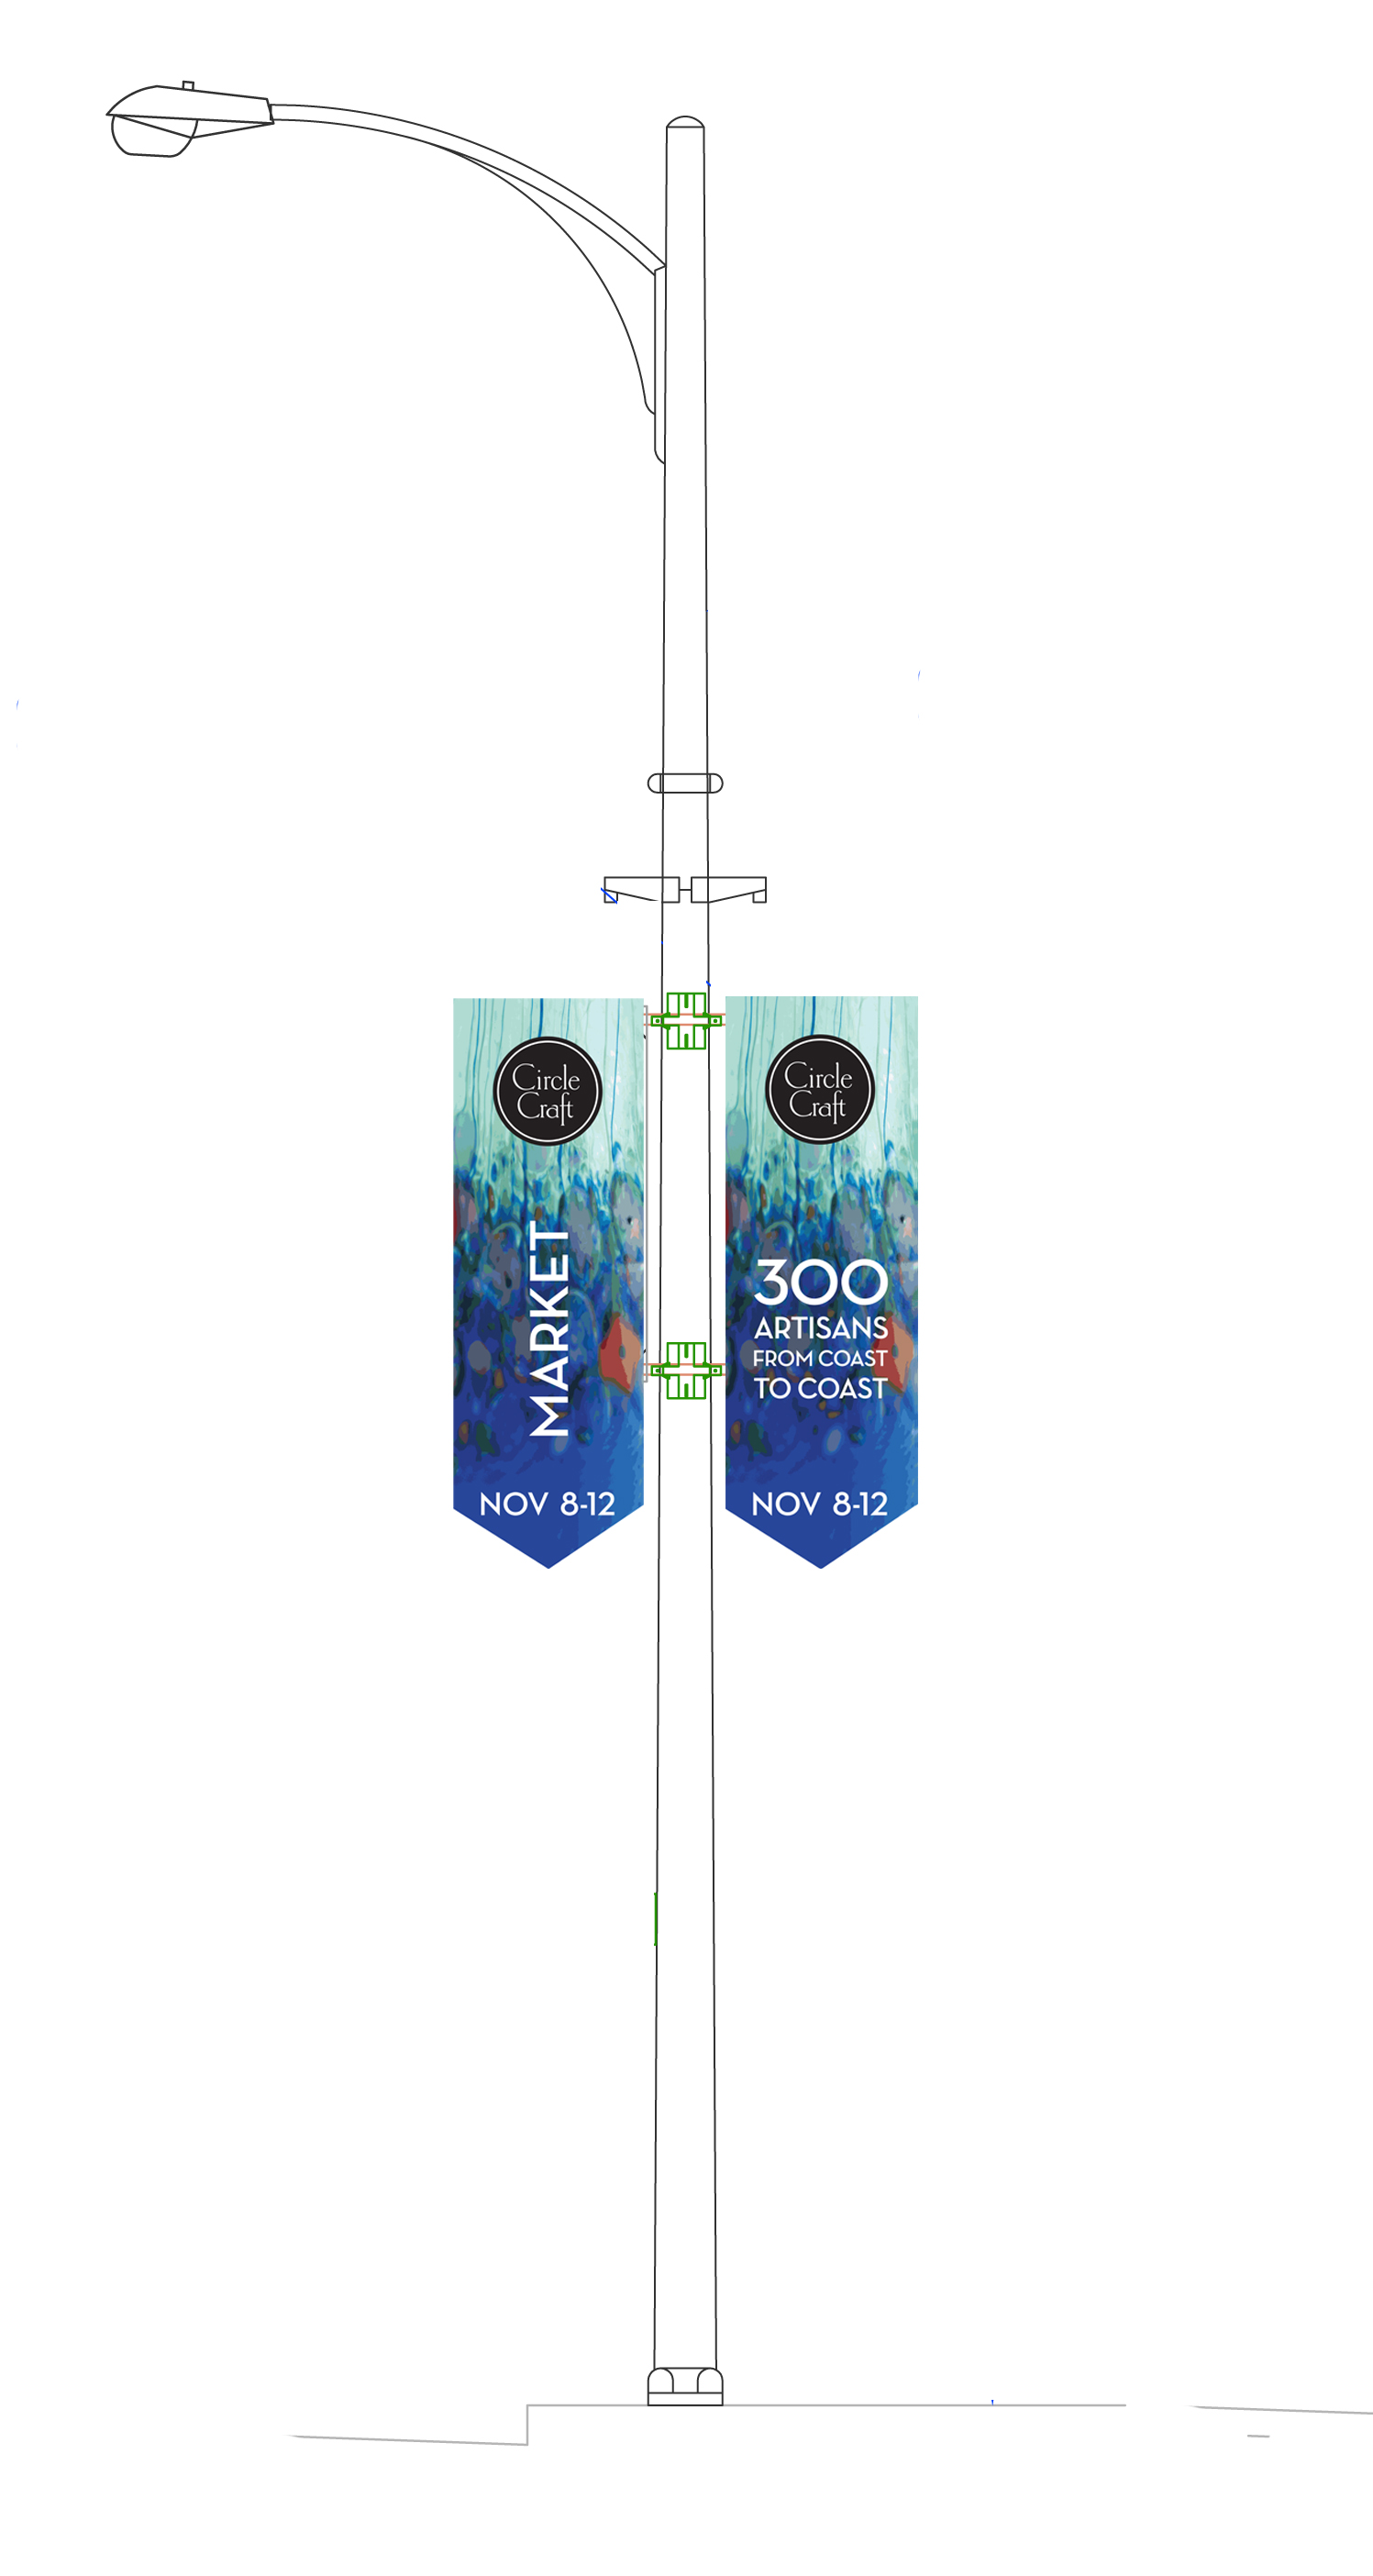 Circle
Craft
MARKET
NOV 8-12
Circle
Craft
300
ARTISANS
FROM COAST
TO COAST
NOV 8-12